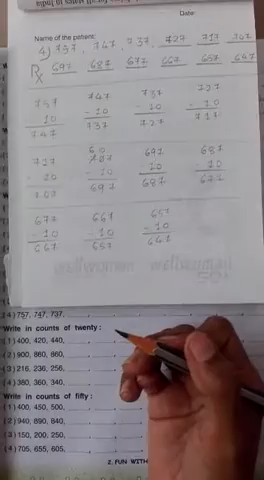 Date:
Name of the patient:
4) 757, 747, 737, 727 717 707
Rx 697 687 677 667 657 647
757 747 737 727
10 - 10 - 10 - 10
747 737 727 717
717 707 697 687
- 10 - 10 - 10 - 10
707 697 687 677
677 667 657
- 10 - 10 - 10
667 657 647
(4) 757, 747, 737,
Write in counts of twenty:
(1) 400, 420, 440,
(2) 900, 860, 860,
(3) 216, 236, 256,
(4) 380, 360, 340,
Write in counts of fifty:
(1) 400, 450, 500,
(2) 940, 890, 840,
(3) 150, 200, 250,
(4) 705, 655, 605,
2. FUN WITH